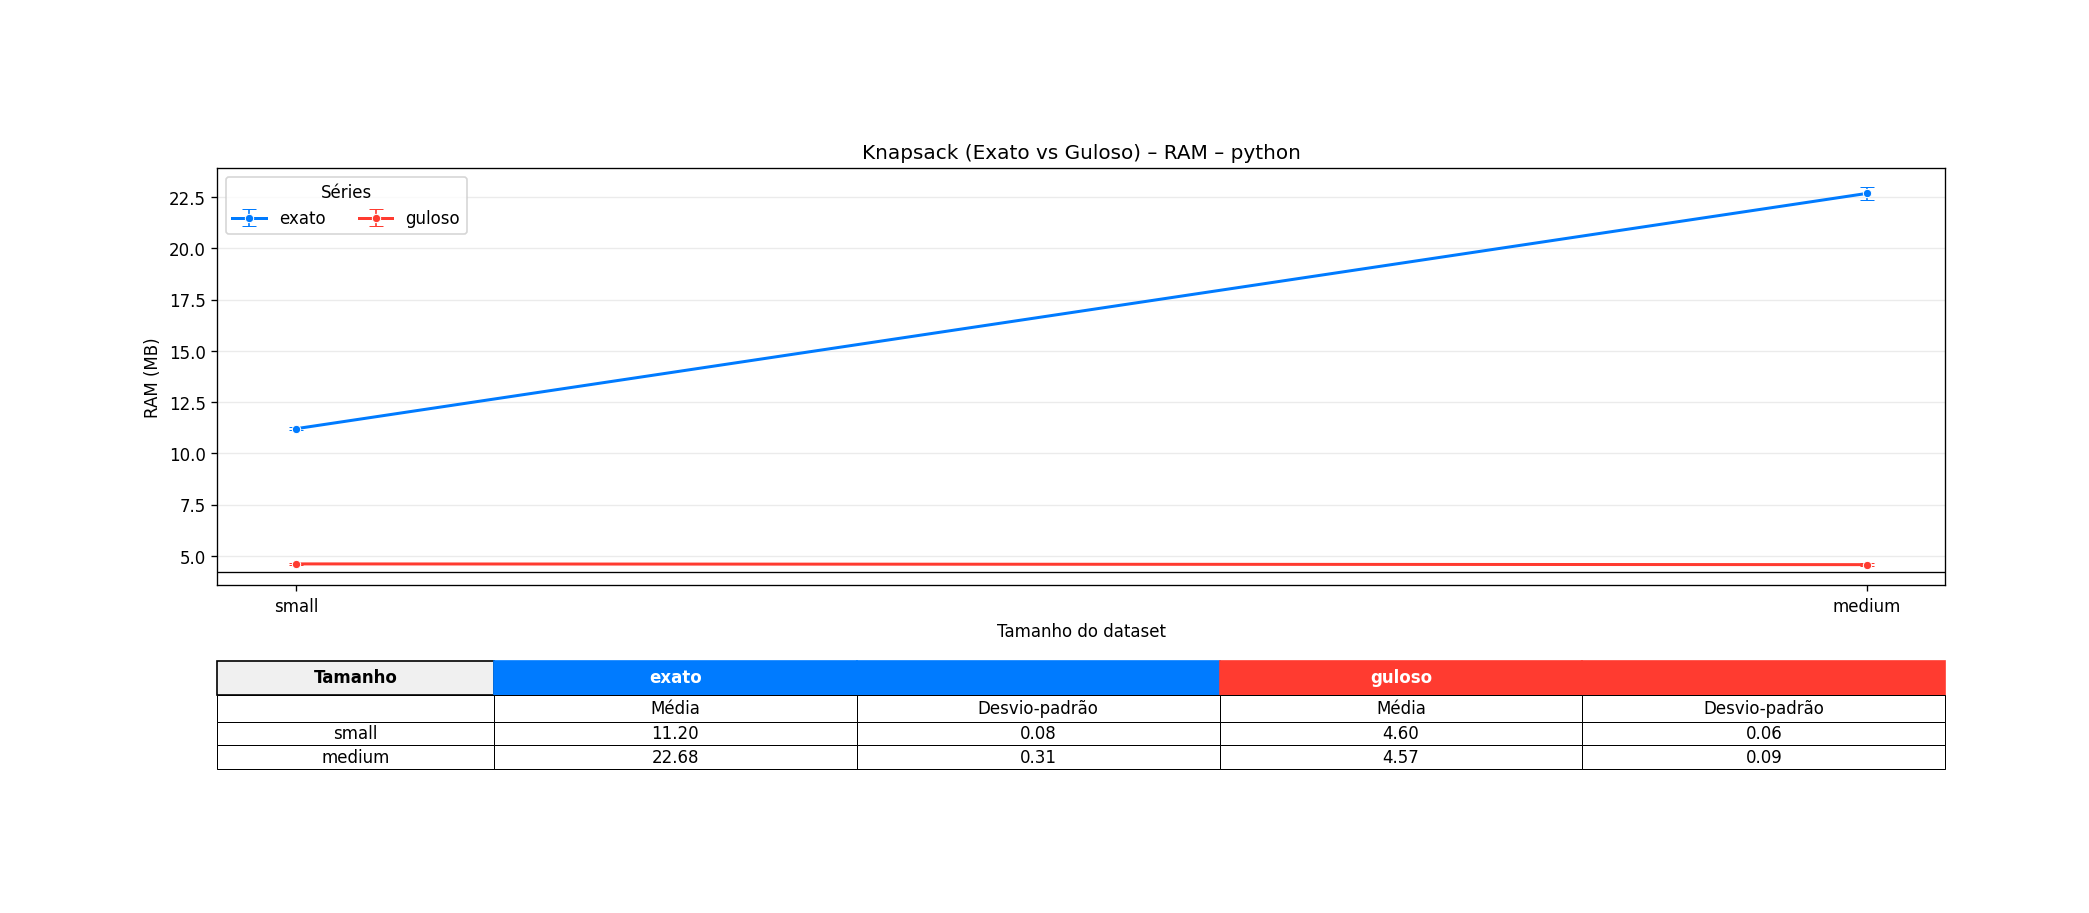 Knapsack (Exato vs Guloso) – RAM – python
Séries
exato guloso
22.5
20.0
17.5
15.0
12.5
10.0
7.5
5.0
RAM (MB)
small medium
Tamanho do dataset
Tamanho exato guloso
Média Desvio-padrão Média Desvio-padrão
small 11.20 0.08 4.60 0.06
medium 22.68 0.31 4.57 0.09